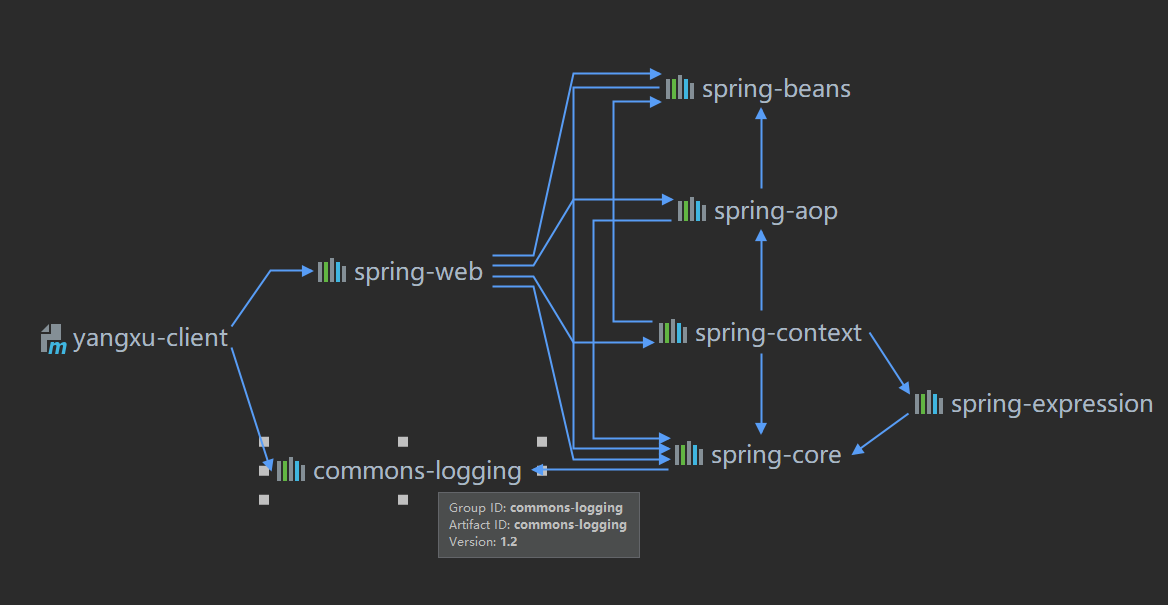 spring-beans
spring-aop
spring-web
yangxu-client
spring-context
spring-expression
spring-core
commons-logging
Group ID: commons-logging
Artifact ID: commons-logging
Version: 1.2